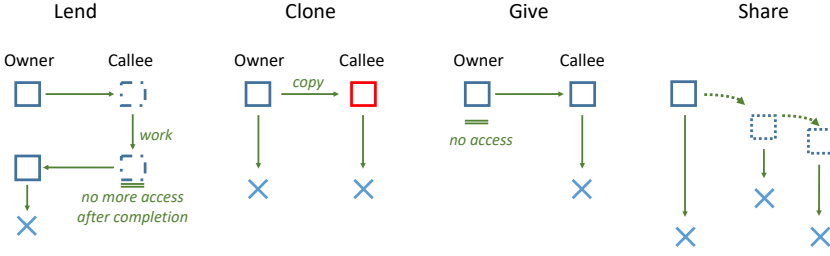 Lend
Clone
Give
Share
Owner
Callee
Owner
Callee
Owner
Callee
copy
work
no access
no more access
after completion